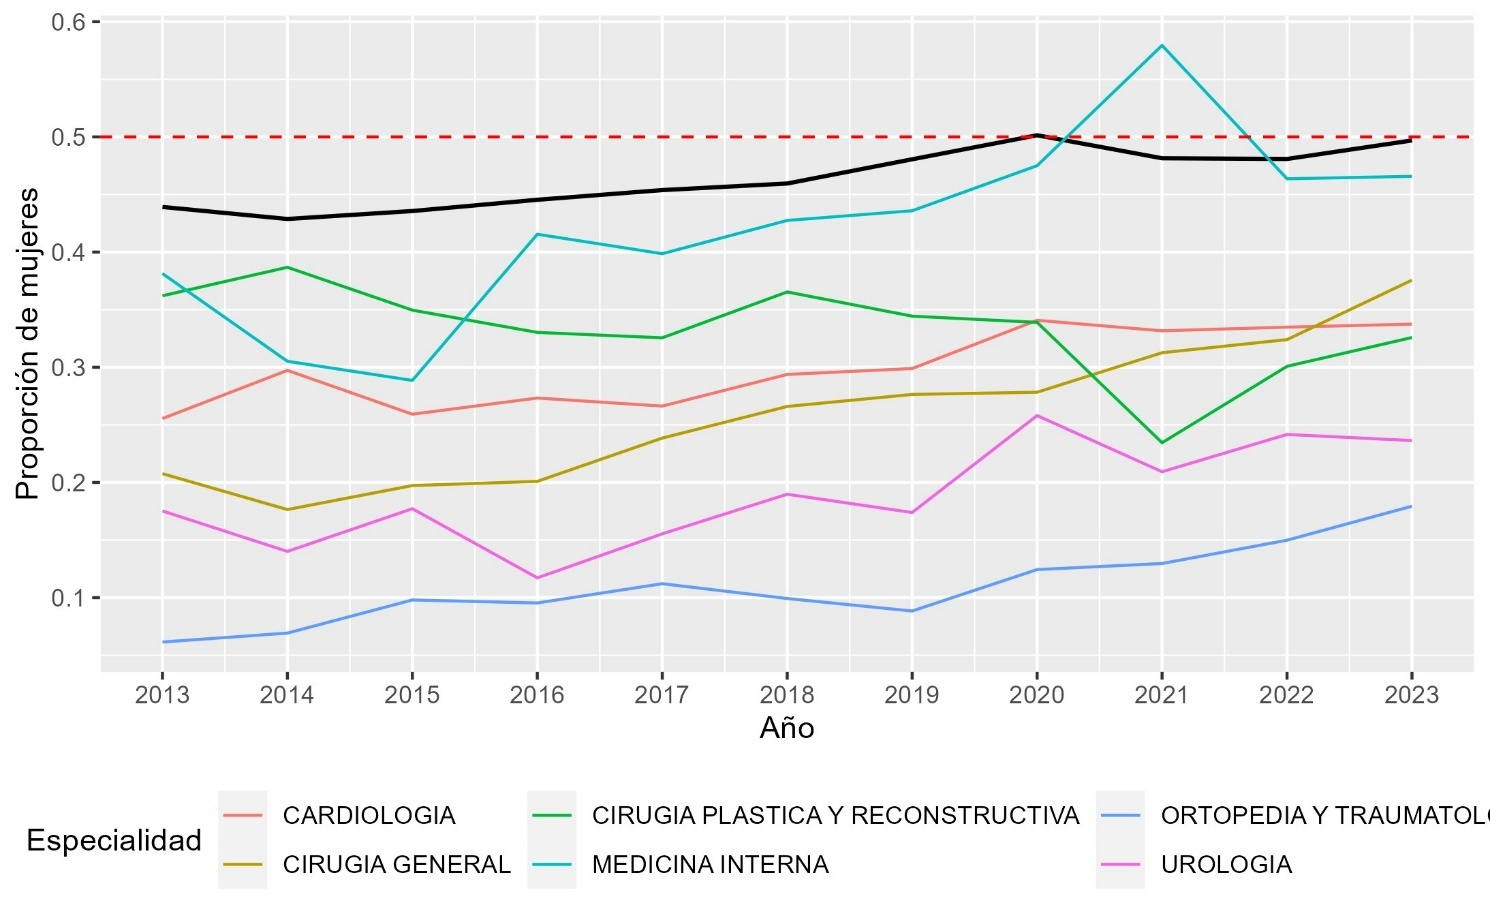 0.6
0.5
0.4
0.3
0.2
0.1
Proporción de mujeres
2013 2014 2015 2016 2017 2018 2019 2020 2021 2022 2023
Año
Especialidad
CARDIOLOGIA CIRUGIA PLASTICA Y RECONSTRUCTIVA ORTOPEDIA Y
CIRUGIA GENERAL MEDICINA INTERNA UROLOGIA